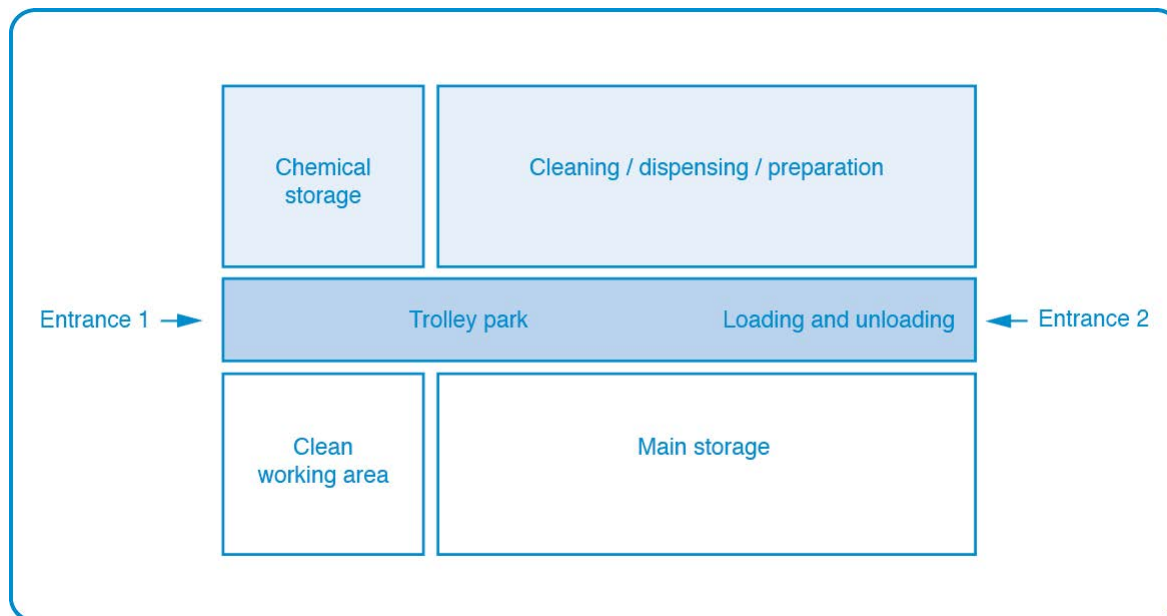 Chemical
storage
Cleaning / dispensing / preparation
Entrance 1
Trolley park
Loading and unloading
Entrance 2
Clean
working area
Main storage